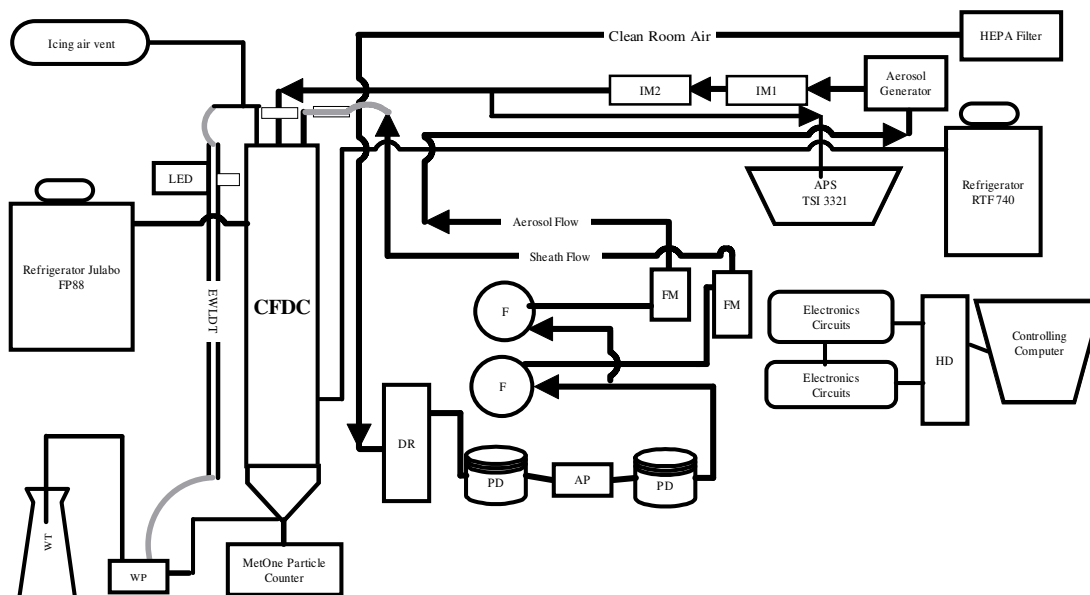 Icing air vent
Clean Room Air
HEPA Filter
IM2
IM1
Aerosol
Generator
LED
APS
TSI 3321
Refrigerator
RTF 740
Refrigerator Julabo
FP88
Aerosol Flow
Sheath Flow
EWLDT
CFDC
F
FM
FM
F
Electronics
Circuits
Electronics
Circuits
HD
Controlling
Computer
DR
PD
AP
PD
WT
WP
MetOne Particle
Counter